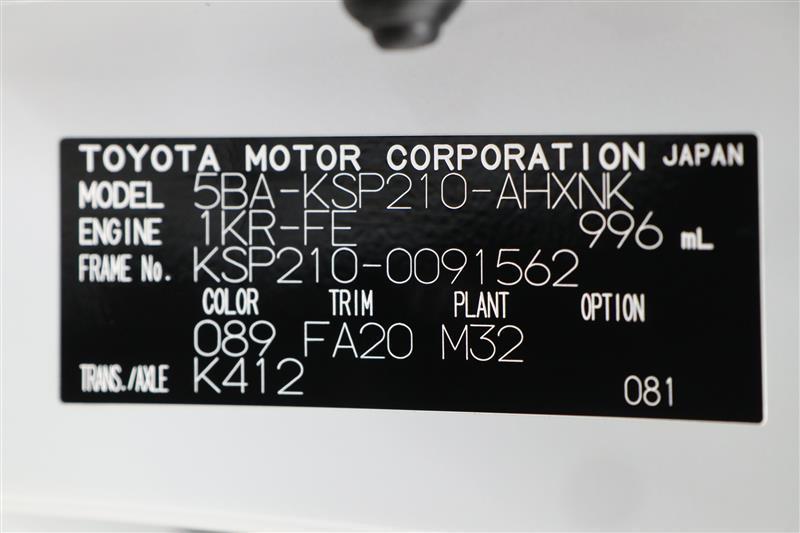 TOYOTA MOTOR CORPORATION JAPAN
MODEL 5BA-KSP210-AHXNK
ENGINE 1KR-FE 996 mL
FRAME No. KSP210-0091562
COLOR TRIM PLANT OPTION
089 FA20 M32
TRANS./AXLE K412 081